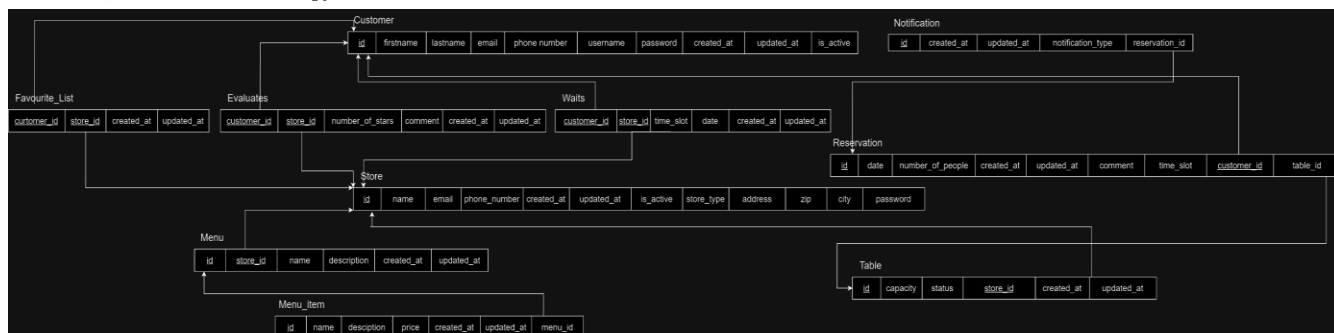 Customer
id firstname lastname email phone number username password created_at updated_at is_active
Notification
id created_at updated_at notification_type reservation_id
Favourite_List
curtomer_id store_id created_at updated_at
Evaluates
customer_id store_id number_of_stars comment created_at updated_at
Waits
customer_id store_id time_slot date created_at updated_at
Reservation
id date number_of_people created_at updated_at comment time_slot customer_id table_id
Store
id name email phone_number created_at updated_at is_active store_type address zip city password
Menu
id store_id name description created_at updated_at
Table
id capacity status store_id created_at updated_at
Menu_item
id name desciption price created_at updated_at menu_id